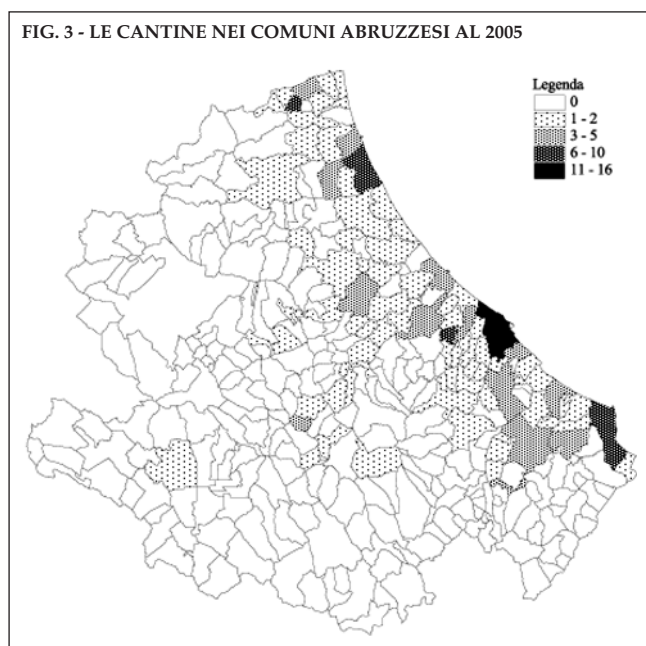 FIG. 3 - LE CANTINE NEI COMUNI ABRUZZESI AL 2005
Legenda
0
1 - 2
3 - 5
6 - 10
11 - 16